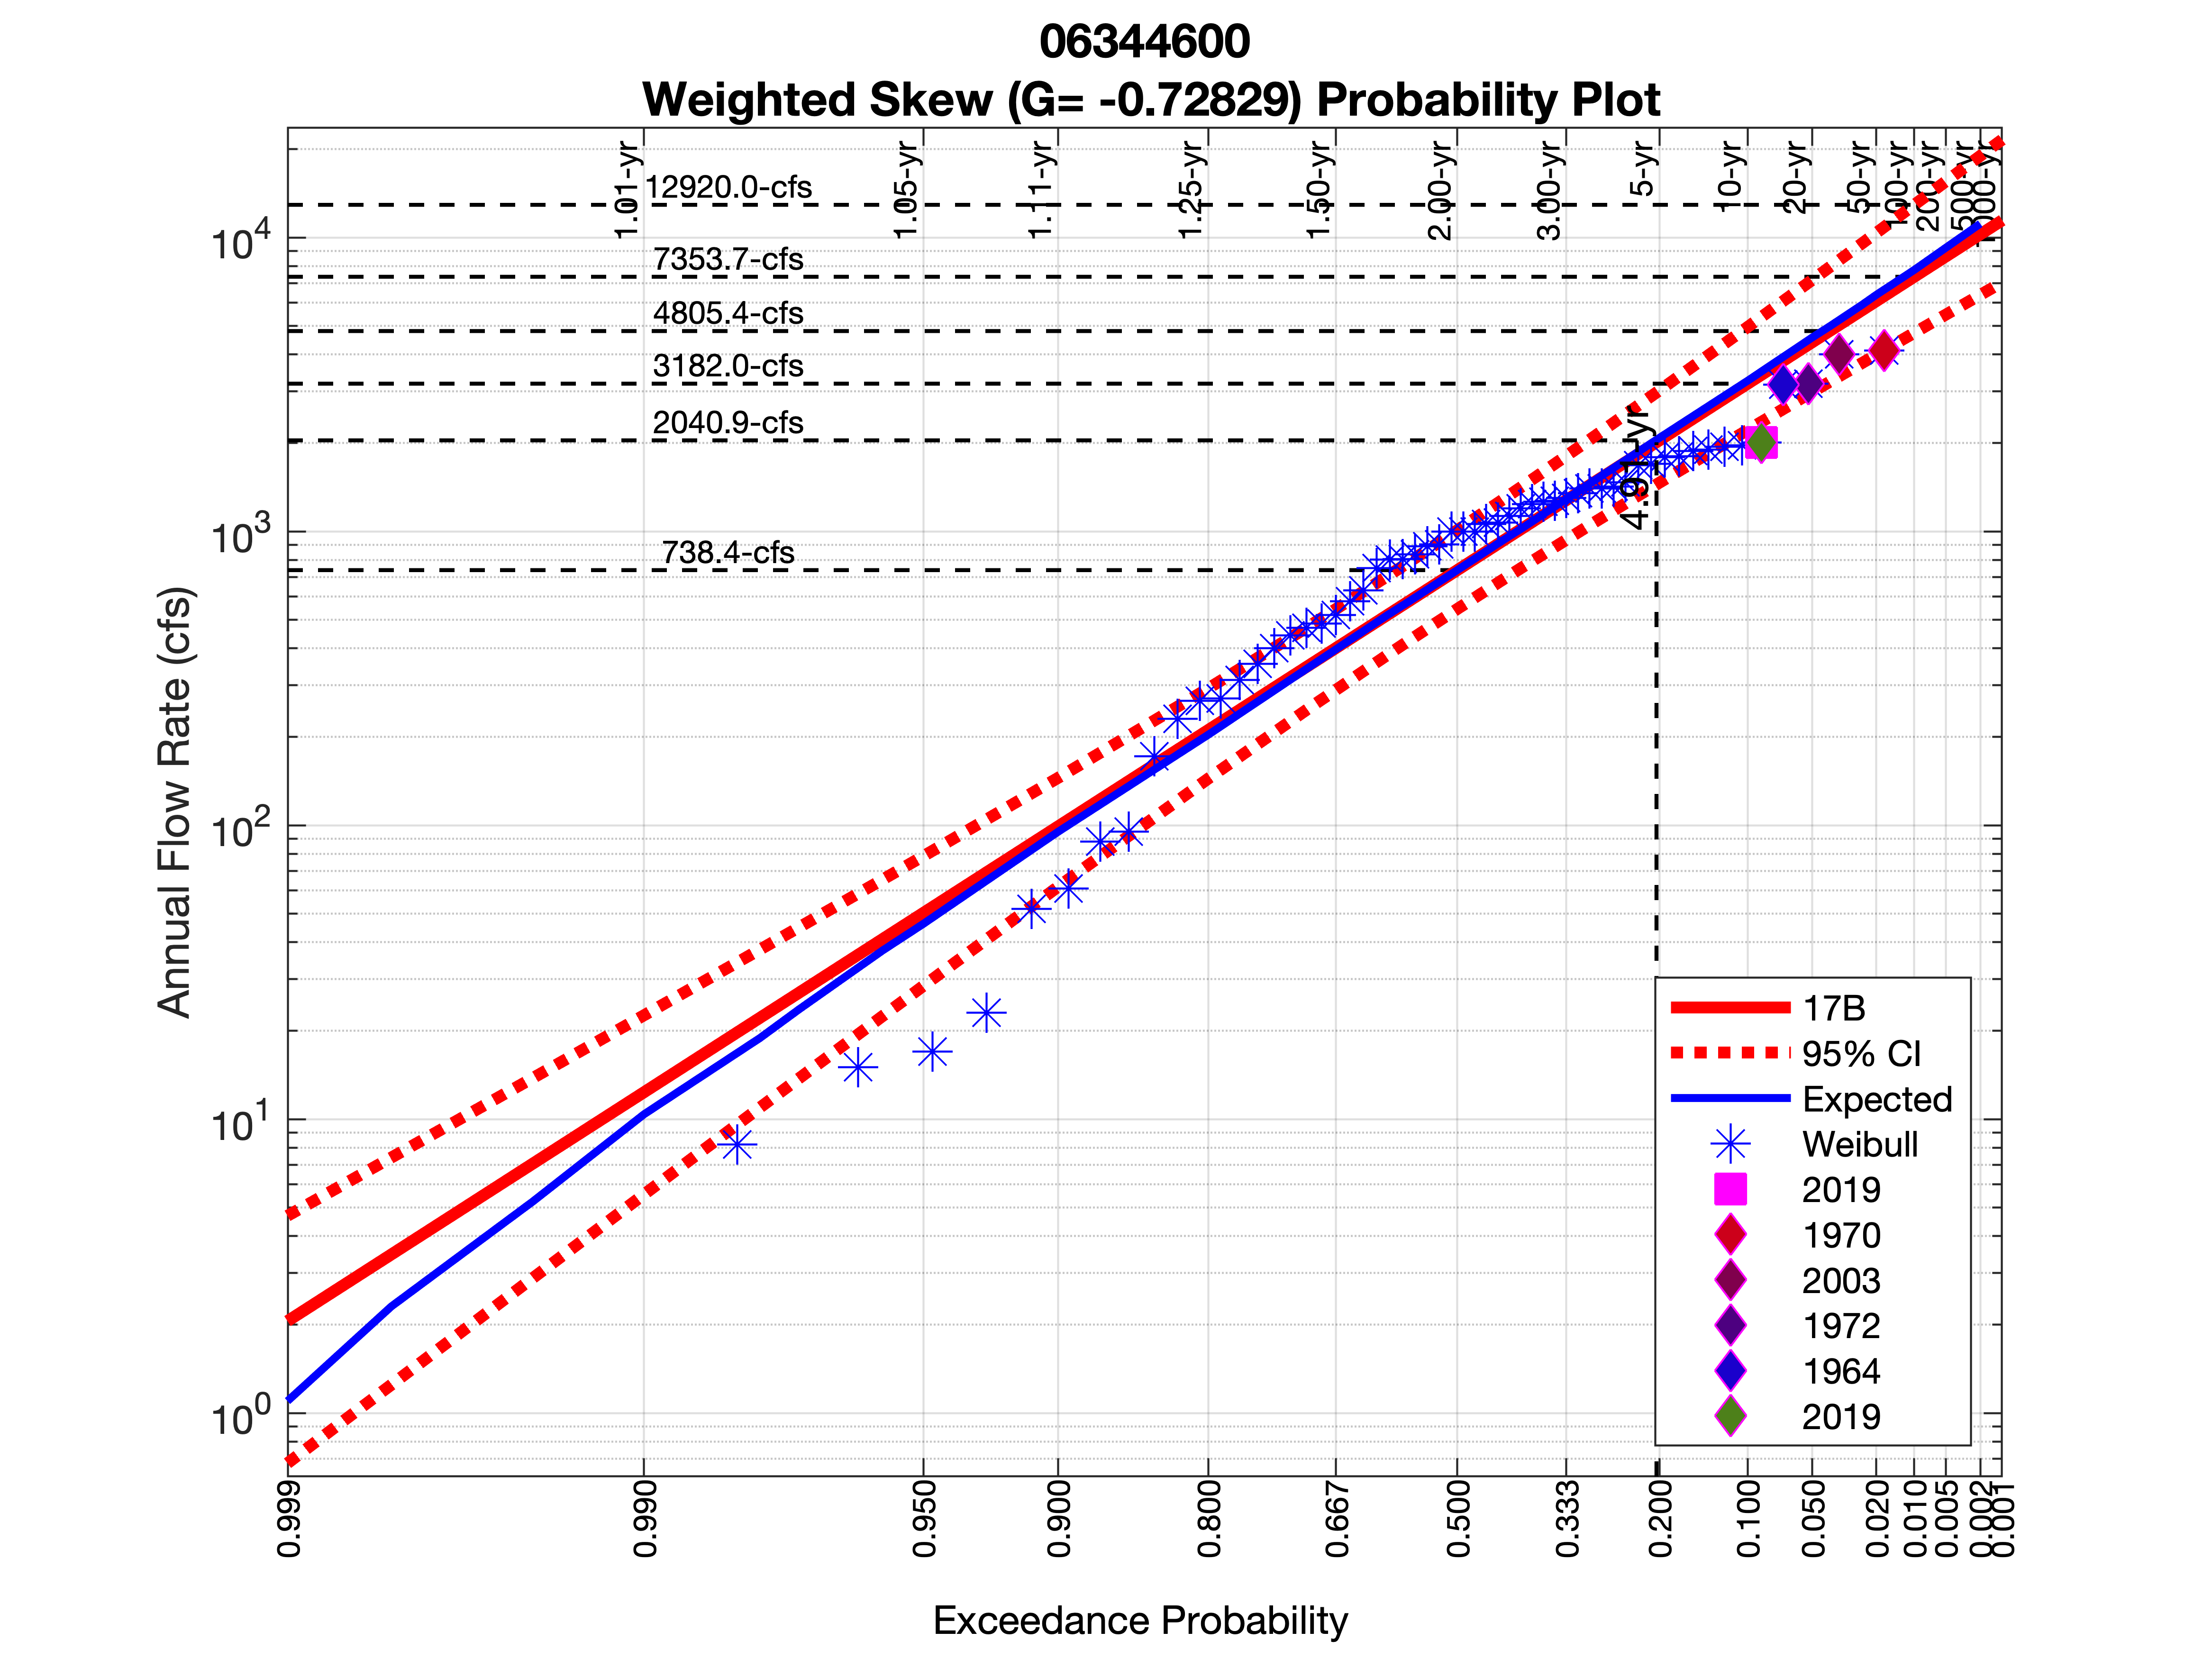 06344600
Weighted Skew (G= -0.72829) Probability Plot
1.01-yr
1.05-yr
1.11-yr
1.25-yr
1.50-yr
2.00-yr
3.00-yr
5-yr
10-yr
20-yr
50-yr
100-yr
200-yr
500-yr
12920.0-cfs
7353.7-cfs
4805.4-cfs
3182.0-cfs
2040.9-cfs
738.4-cfs
4.91-yr
Annual Flow Rate (cfs)
10^4
10^3
10^2
10^1
10^0
17B
95% CI
Expected
Weibull
2019
1970
2003
1972
1964
2019
0.999
0.990
0.950
0.900
0.800
0.667
0.500
0.333
0.200
0.100
0.050
0.020
0.010
0.005
0.002
0.001
Exceedance Probability